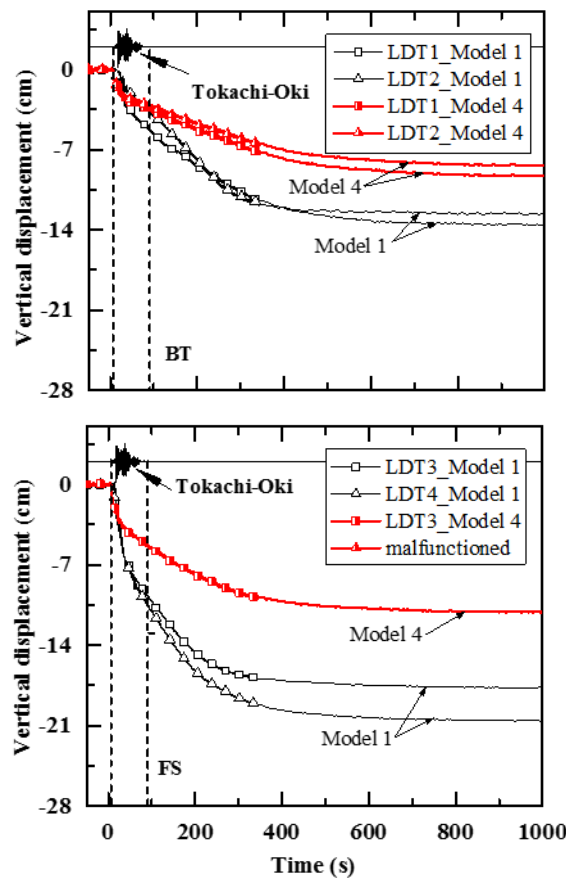 Vertical displacement (cm)
0
-7
-14
-21
-28
Tokachi-Oki
LDT1_Model 1
LDT2_Model 1
LDT1_Model 4
LDT2_Model 4
Model 4
Model 1
BT
Vertical displacement (cm)
0
-7
-14
-21
-28
Tokachi-Oki
LDT3_Model 1
LDT4_Model 1
LDT3_Model 4
malfunctioned
Model 4
Model 1
FS
0 200 400 600 800 1000
Time (s)